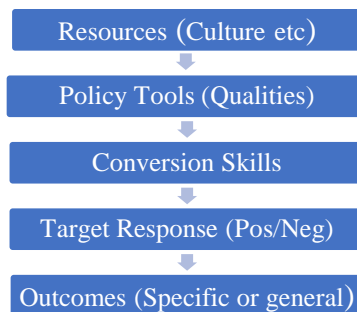 Resources (Culture etc)
Policy Tools (Qualities)
Conversion Skills
Target Response (Pos/Neg)
Outcomes (Specific or general)